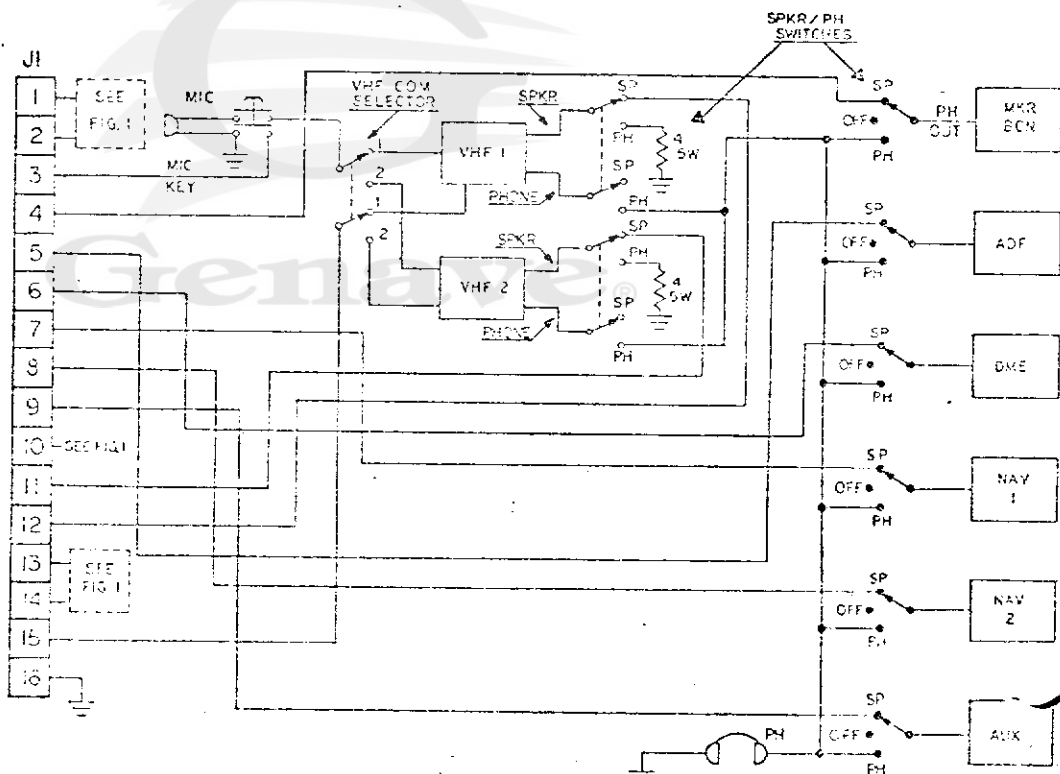 SPKR/PH
SWITCHES
J1
1
2
3
4
5
6
7
8
9
10
11
12
13
14
15
16
SEE
FIG. 1
MIC
MIC
KEY
VHF COM
SELECTOR
1
2
1
2
SPKR
VHF 1
PHONE
SP
PH
SP
PH
4
5W
SPKR
VHF 2
PHONE
SP
PH
SP
PH
4
5W
SEE FIG.1
SEE
FIG. 1
SP
OFF
PH
PH
OUT
MKR
BCN
SP
OFF
PH
ADF
SP
OFF
PH
DME
SP
OFF
PH
NAV
1
SP
OFF
PH
NAV
2
SP
OFF
PH
AUX
PH
Genave®